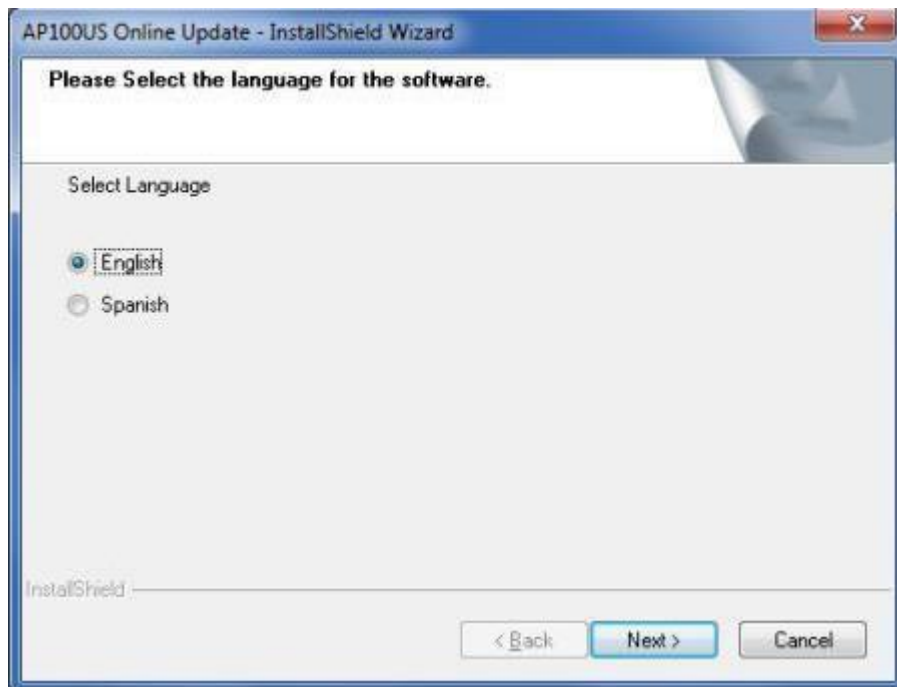 AP100US Online Update - InstallShield Wizard
Please Select the language for the software.
Select Language
English
Spanish
InstallShield
< Back Next > Cancel